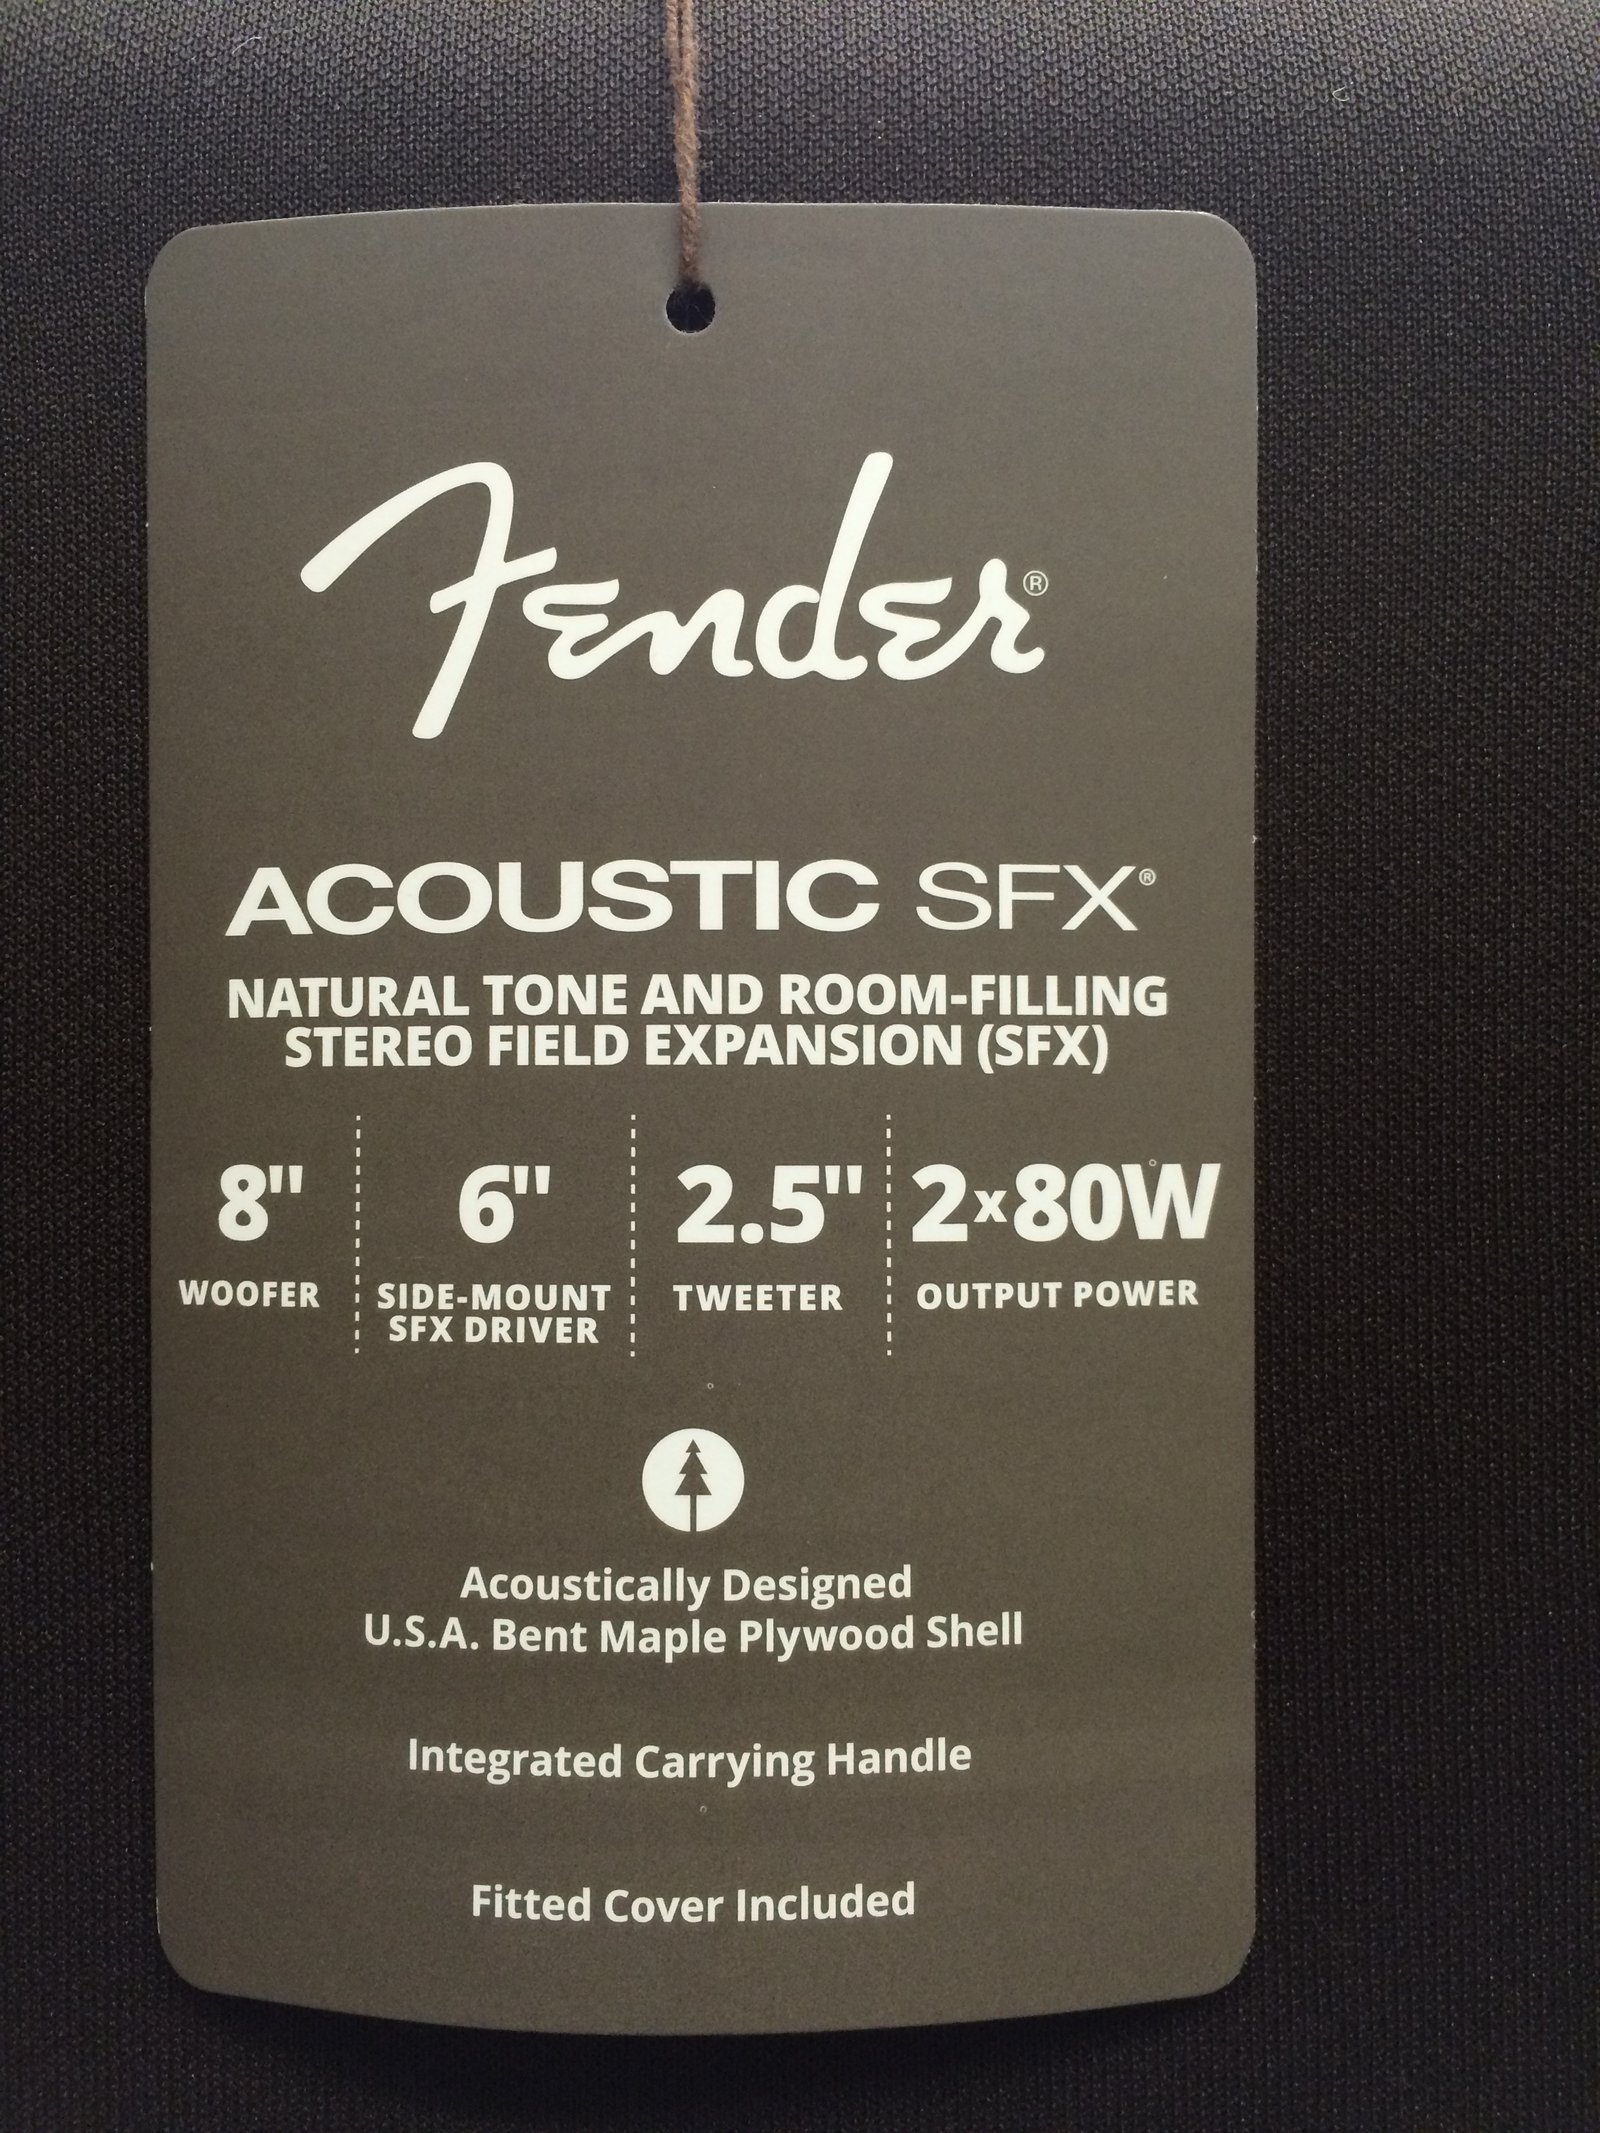 Fender®
ACOUSTIC SFX®
NATURAL TONE AND ROOM-FILLING
STEREO FIELD EXPANSION (SFX)
8" 6" 2.5" 2x80W
WOOFER SIDE-MOUNT TWEETER OUTPUT POWER
SFX DRIVER
Acoustically Designed
U.S.A. Bent Maple Plywood Shell
Integrated Carrying Handle
Fitted Cover Included